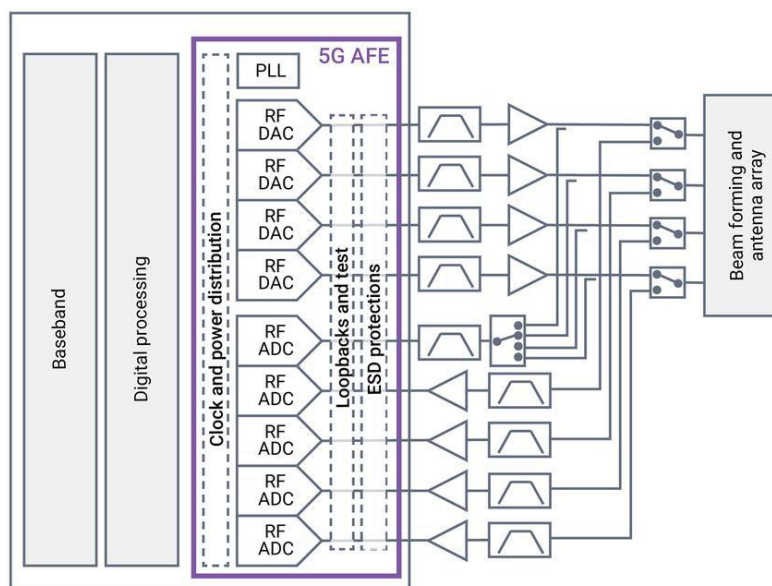 5G AFE
Baseband
Digital processing
Clock and power distribution
PLL
RF
DAC
RF
DAC
RF
DAC
RF
DAC
RF
ADC
RF
ADC
RF
ADC
RF
ADC
RF
ADC
Loopbacks and test
ESD protections
Beam forming and
antenna array